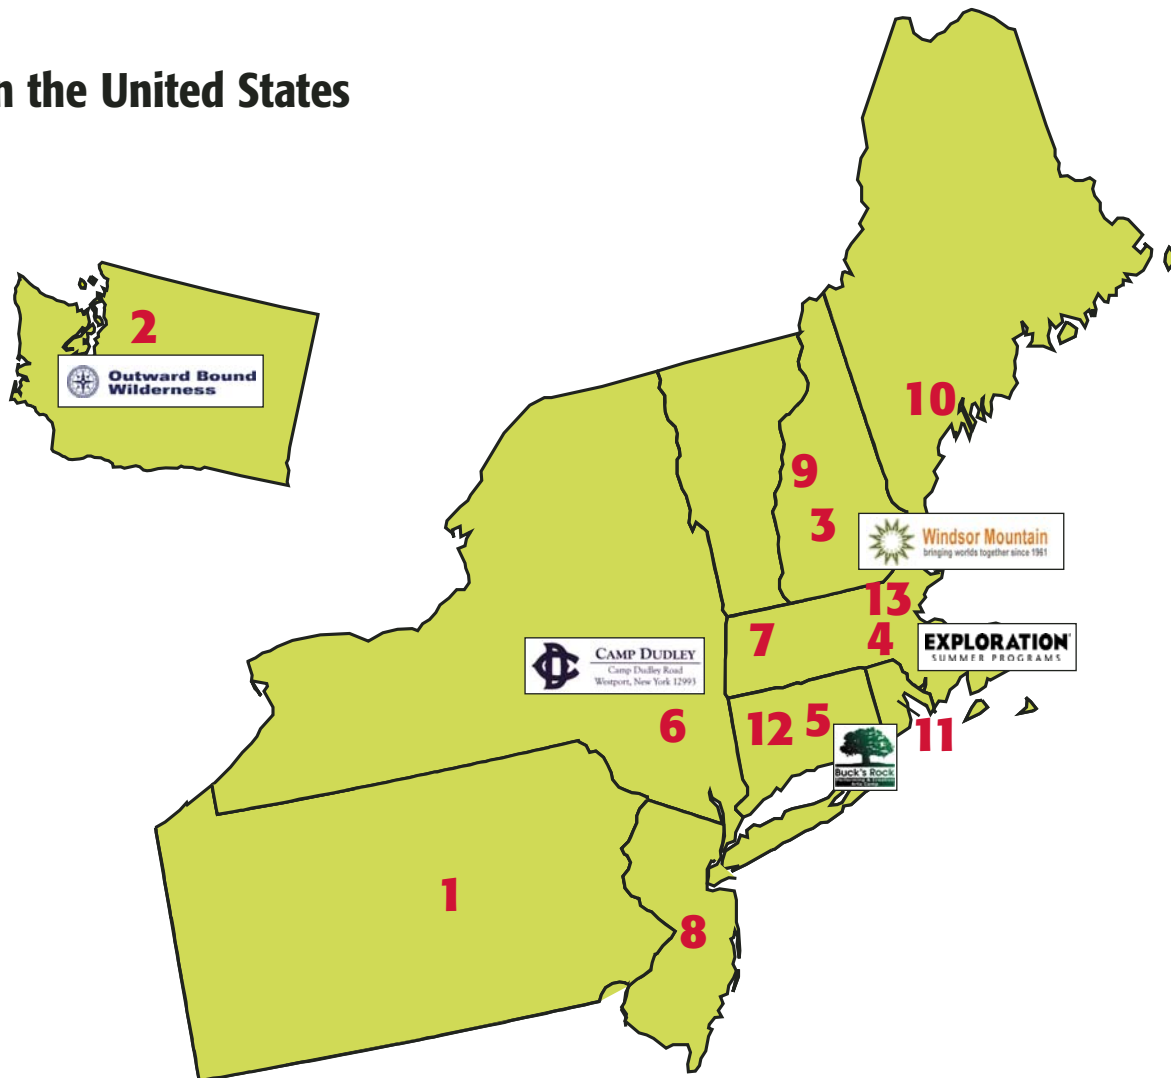 n the United States
2
Outward Bound
Wilderness
10
9
3
Windsor Mountain
bringing worlds together since 1961
13
7
4
EXPLORATION
SUMMER PROGRAMS
CAMP DUDLEY
Camp Dudley Road
Westport, New York 12993
6
12
5
11
Buck's Rock
1
8